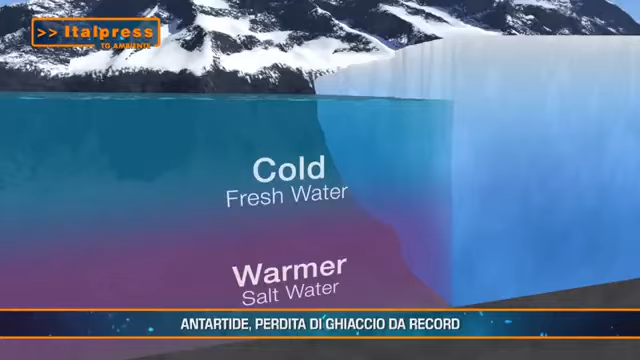 >> Italpress
TG AMBIENTE
Cold
Fresh Water
Warmer
Salt Water
ANTARTIDE, PERDITA DI GHIACCIO DA RECORD